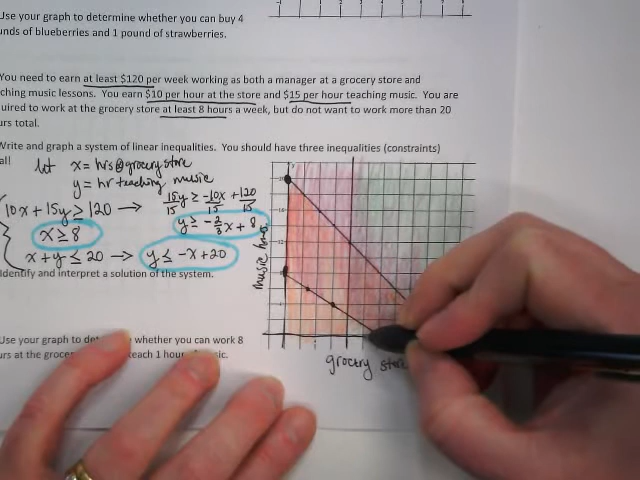 Use your graph to determine whether you can buy 4
unds of blueberries and 1 pound of strawberries.
You need to earn at least $120 per week working as both a manager at a grocery store and
ching music lessons. You earn $10 per hour at the store and $15 per hour teaching music. You are
uired to work at the grocery store at least 8 hours a week, but do not want to work more than 20
urs total.
Write and graph a system of linear inequalities. You should have three inequalities (constraints)
all
let x = hrs @ grocery store
y = hr teaching music
10x + 15y ≥ 120 → 15y/15 ≥ -10x/15 + 120/15
y ≥ -2/3x + 8
x ≥ 8
x + y ≤ 20 → y ≤ -x + 20
Identify and interpret a solution of the system.
music hours
Use your graph to det whether you can work 8
urs at the groce teach 1 hour sic.
grocery store